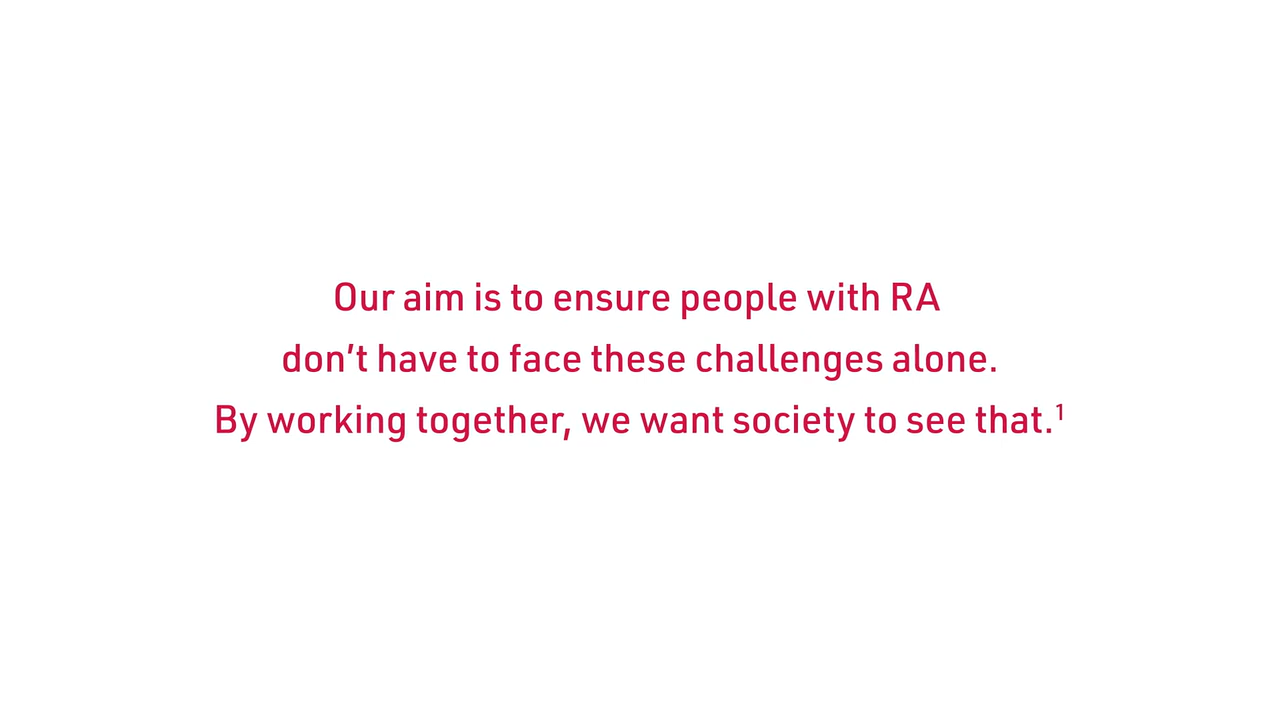 Our aim is to ensure people with RA
don’t have to face these challenges alone.
By working together, we want society to see that.¹